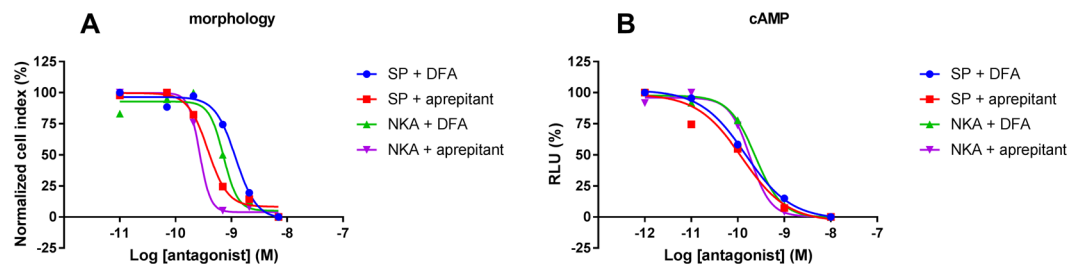 A
morphology
Normalized cell index (%)
125
100
75
50
25
0
-25
-11
-10
-9
-8
-7
Log [antagonist] (M)
SP + DFA
SP + aprepitant
NKA + DFA
NKA + aprepitant
B
cAMP
RLU (%)
125
100
75
50
25
0
-25
-12
-11
-10
-9
-8
-7
Log [antagonist] (M)
SP + DFA
SP + aprepitant
NKA + DFA
NKA + aprepitant